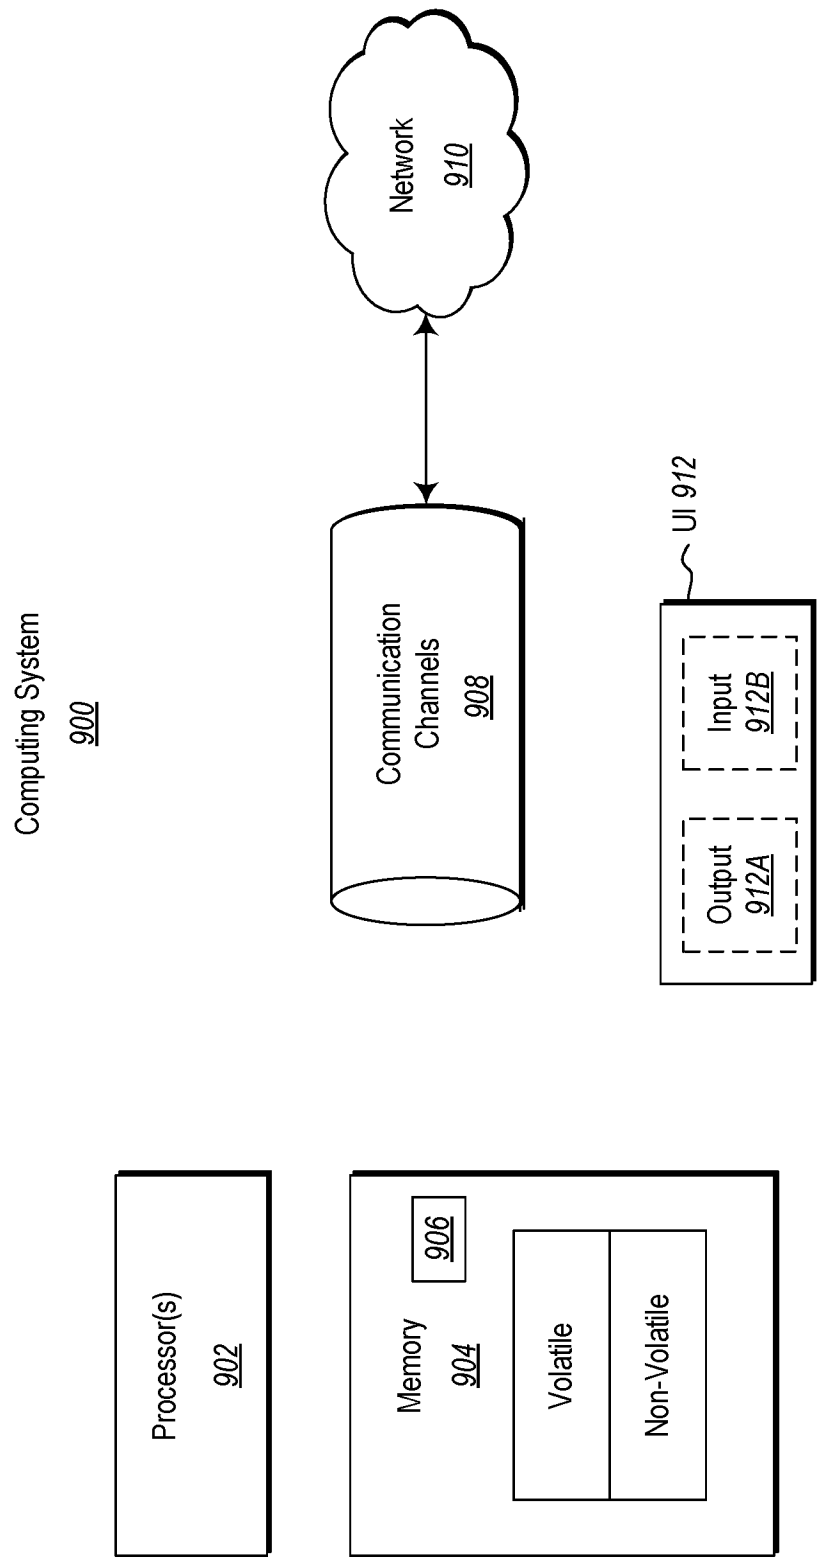 Computing System
900
Processor(s)
902
Memory
904
906
Volatile
Non-Volatile
Communication
Channels
908
Network
910
UI 912
Output
912A
Input
912B